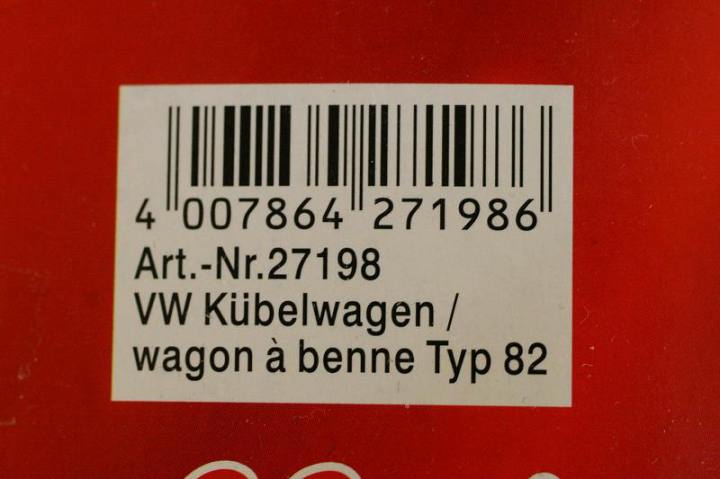 4 007864 271986
Art.-Nr.27198
VW Kübelwagen /
wagon à benne Typ 82